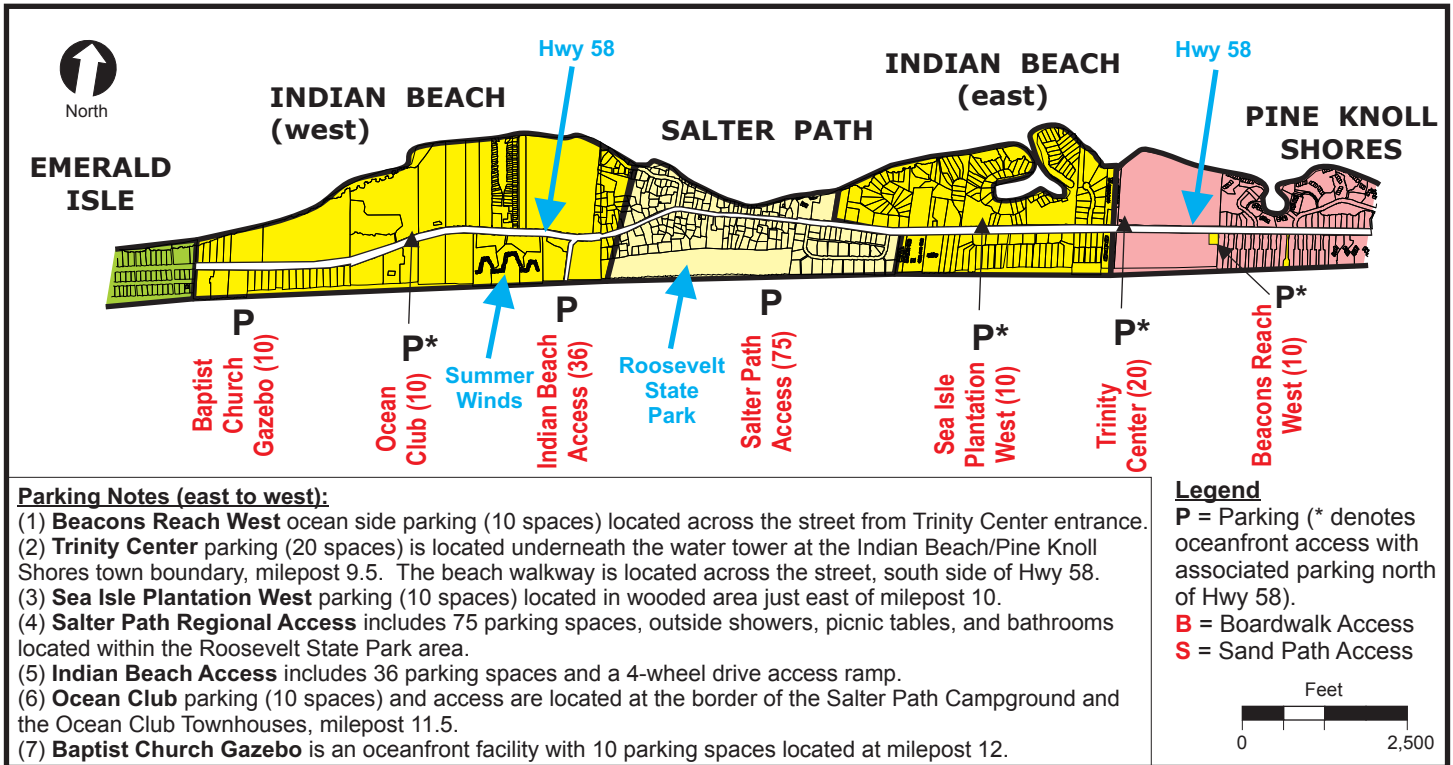 North
Hwy 58
Hwy 58
EMERALD
ISLE
INDIAN BEACH
(west)
SALTER PATH
INDIAN BEACH
(east)
PINE KNOLL
SHORES
P
Baptist
Church
Gazebo (10)
P*
Ocean
Club (10)
Summer
Winds
P
Indian Beach
Access (36)
Roosevelt
State
Park
P
Salter Path
Access (75)
P*
Sea Isle
Plantation
West (10)
P*
Trinity
Center (20)
P*
Beacons Reach
West (10)
Parking Notes (east to west):
(1) Beacons Reach West ocean side parking (10 spaces) located across the street from Trinity Center entrance.
(2) Trinity Center parking (20 spaces) is located underneath the water tower at the Indian Beach/Pine Knoll
Shores town boundary, milepost 9.5. The beach walkway is located across the street, south side of Hwy 58.
(3) Sea Isle Plantation West parking (10 spaces) located in wooded area just east of milepost 10.
(4) Salter Path Regional Access includes 75 parking spaces, outside showers, picnic tables, and bathrooms
located within the Roosevelt State Park area.
(5) Indian Beach Access includes 36 parking spaces and a 4-wheel drive access ramp.
(6) Ocean Club parking (10 spaces) and access are located at the border of the Salter Path Campground and
the Ocean Club Townhouses, milepost 11.5.
(7) Baptist Church Gazebo is an oceanfront facility with 10 parking spaces located at milepost 12.
Legend
P = Parking (* denotes
oceanfront access with
associated parking north
of Hwy 58).
B = Boardwalk Access
S = Sand Path Access
Feet
0 2,500